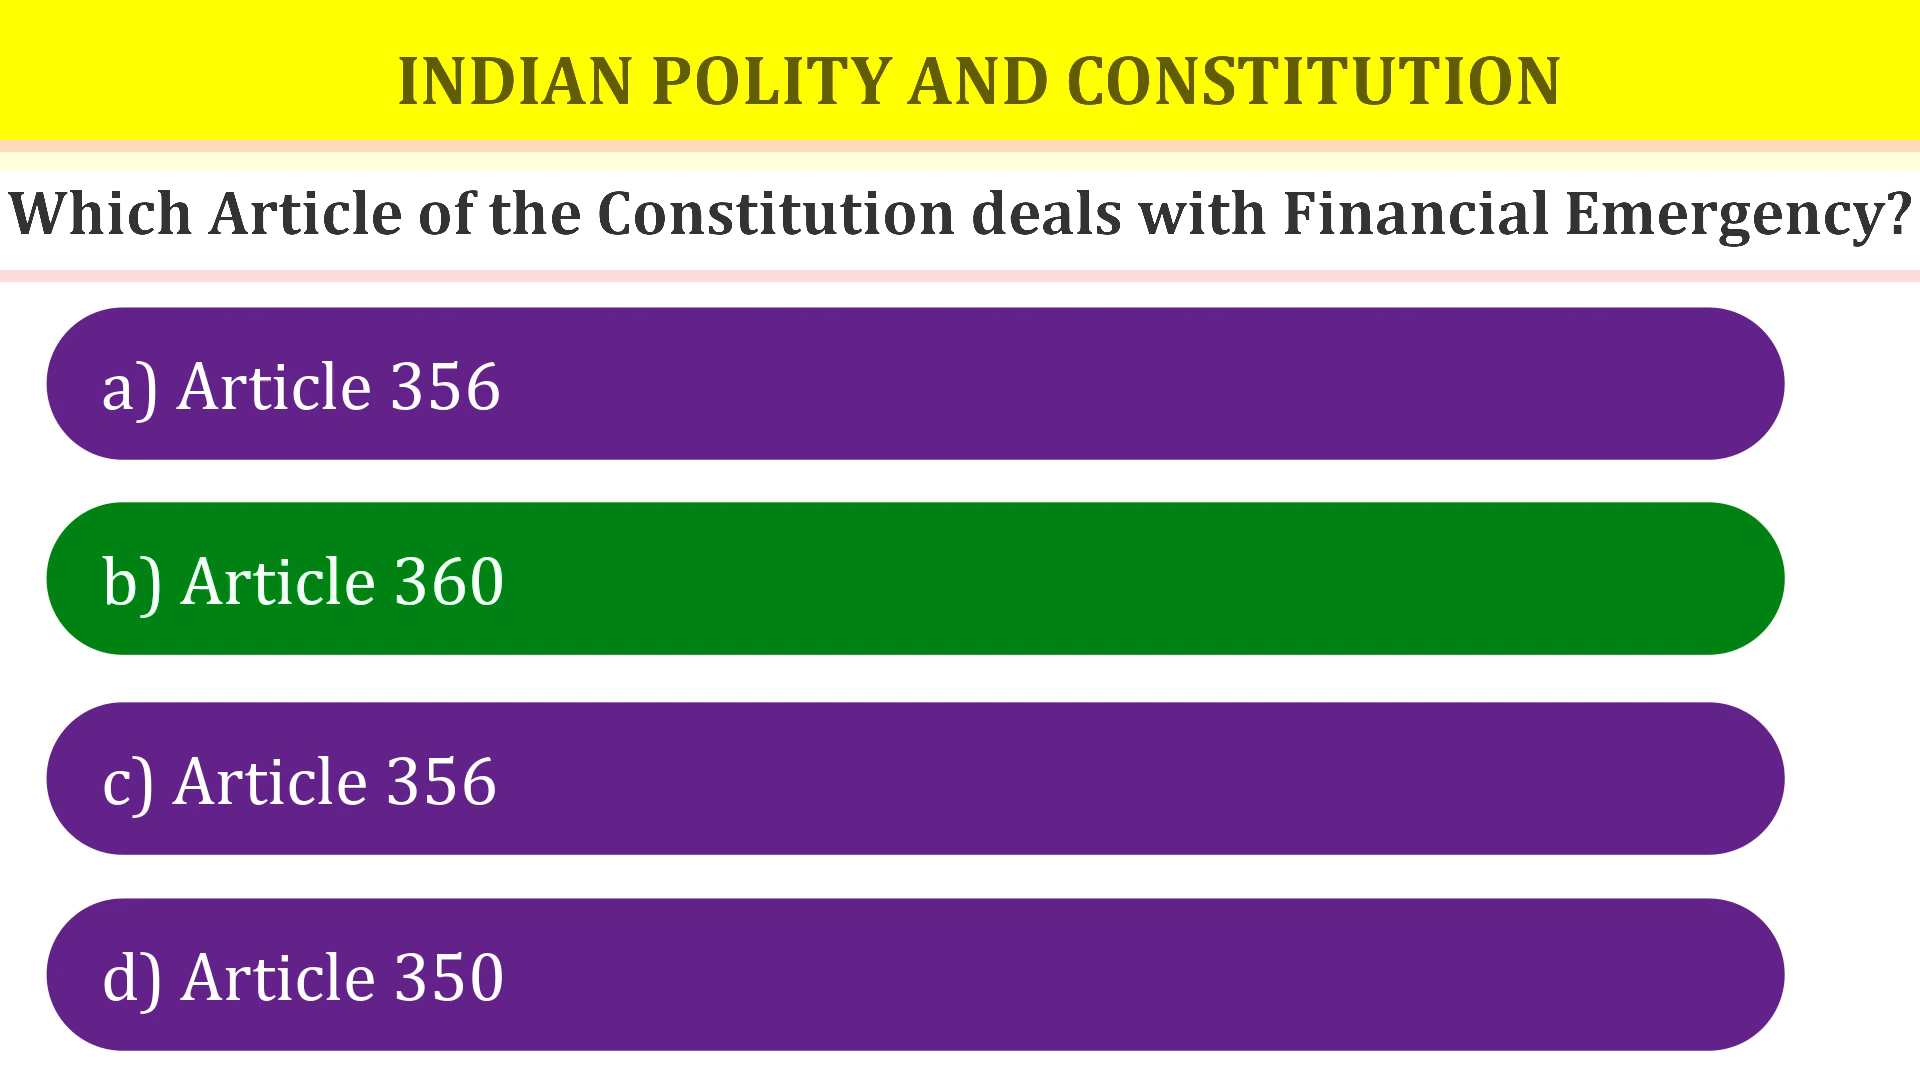 INDIAN POLITY AND CONSTITUTION
Which Article of the Constitution deals with Financial Emergency?
a) Article 356
b) Article 360
c) Article 356
d) Article 350